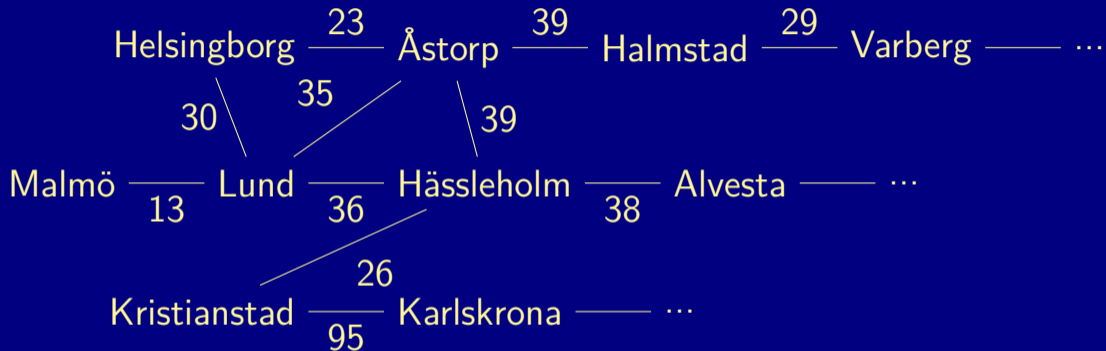 23 39 29
Helsingborg Åstorp Halmstad Varberg ...
30 35 39
Malmö Lund Hässleholm Alvesta ...
13 36 38
26
Kristianstad Karlskrona ...
95